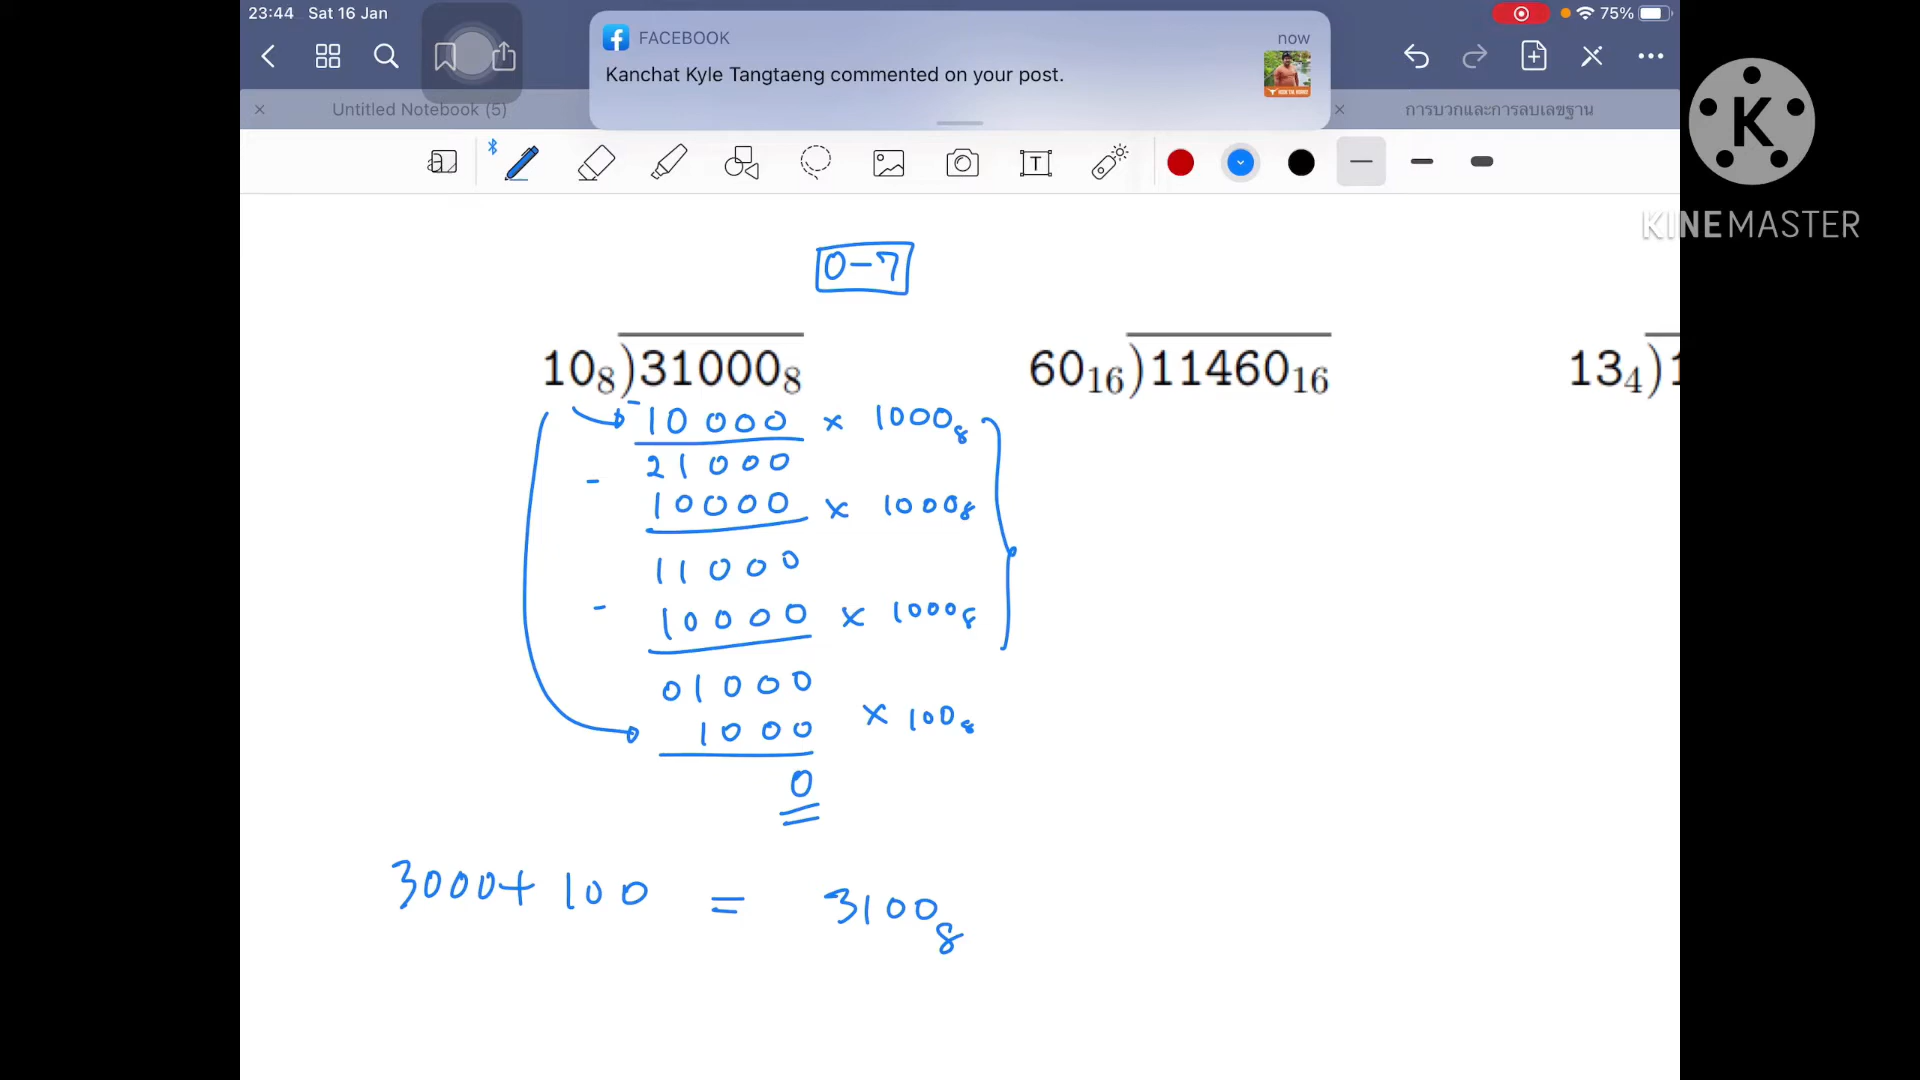 23:44 Sat 16 Jan
75%
FACEBOOK
now
Kanchat Kyle Tangtaeng commented on your post.
Untitled Notebook (5)
การบวกและการลบเลขฐาน
K
KINEMASTER
T
0-7
10₈)31000₈
60₁₆)11460₁₆
13₄)1
- 10000 × 1000₈
21000
- 10000 × 1000₈
11000
- 10000 × 1000₈
01000
1000 × 100₈
0
3000+ 100 = 3100₈